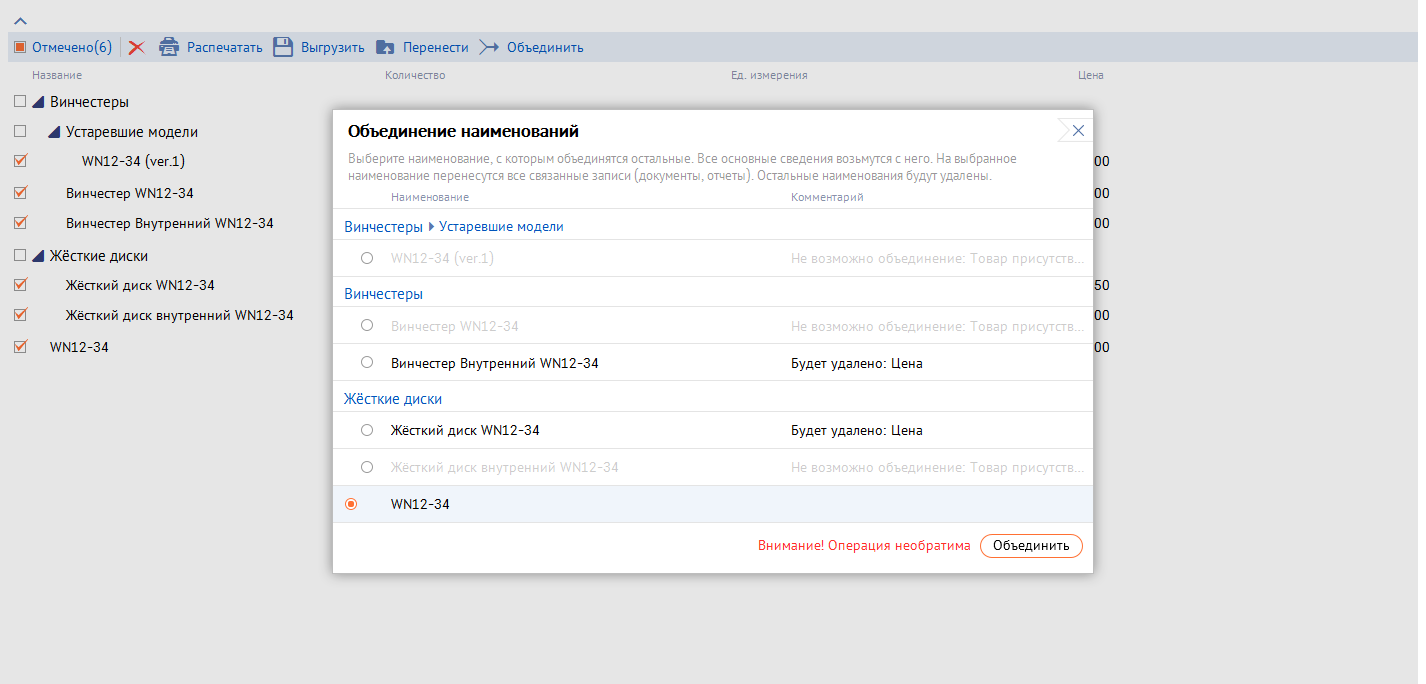 Отмечено(6) Распечатать Выгрузить Перенести Объединить
Название Количество Ед. измерения Цена
Винчестеры
Устаревшие модели
WN12-34 (ver.1) 00
Винчестер WN12-34 00
Винчестер Внутренний WN12-34 00
Жёсткие диски
Жёсткий диск WN12-34 50
Жёсткий диск внутренний WN12-34 00
WN12-34 00
Объединение наименований
Выберите наименование, с которым объединятся остальные. Все основные сведения возьмутся с него. На выбранное
наименование перенесутся все связанные записи (документы, отчеты). Остальные наименования будут удалены.
Наименование Комментарий
Винчестеры Устаревшие модели
WN12-34 (ver.1) Не возможно объединение: Товар присутств...
Винчестеры
Винчестер WN12-34 Не возможно объединение: Товар присутств...
Винчестер Внутренний WN12-34 Будет удалено: Цена
Жёсткие диски
Жёсткий диск WN12-34 Будет удалено: Цена
Жёсткий диск внутренний WN12-34 Не возможно объединение: Товар присутств...
WN12-34
Внимание! Операция необратима Объединить